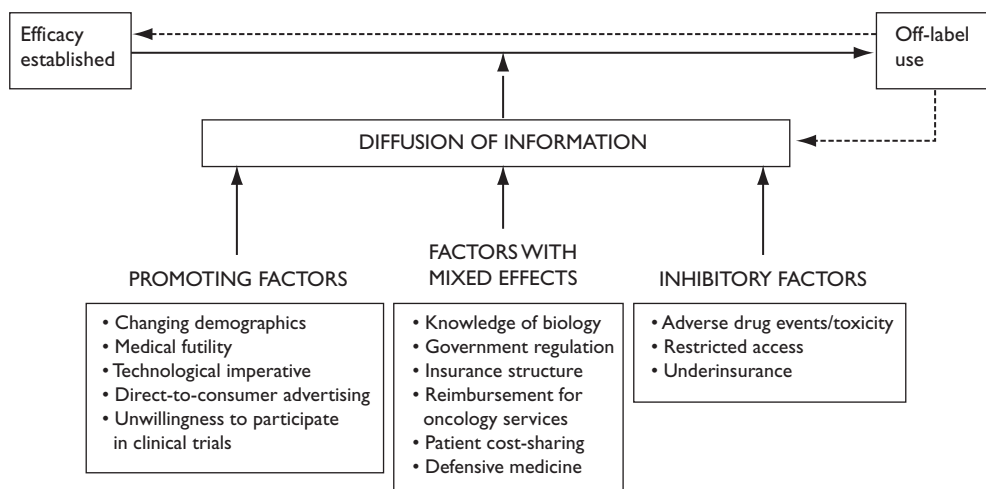 Efficacy
established
Off-label
use
DIFFUSION OF INFORMATION
PROMOTING FACTORS
• Changing demographics
• Medical futility
• Technological imperative
• Direct-to-consumer advertising
• Unwillingness to participate
in clinical trials
FACTORS WITH
MIXED EFFECTS
• Knowledge of biology
• Government regulation
• Insurance structure
• Reimbursement for
oncology services
• Patient cost-sharing
• Defensive medicine
INHIBITORY FACTORS
• Adverse drug events/toxicity
• Restricted access
• Underinsurance